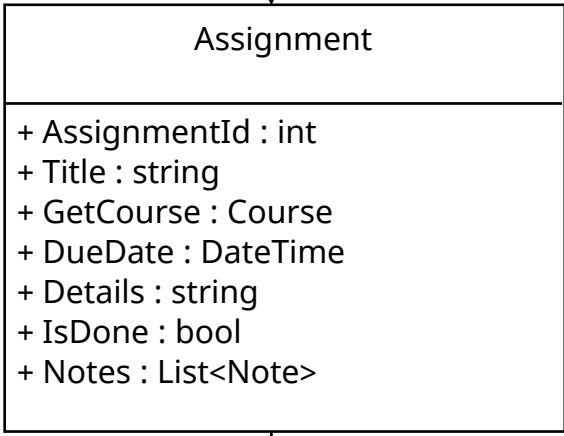 Assignment
+ AssignmentId : int
+ Title : string
+ GetCourse : Course
+ DueDate : DateTime
+ Details : string
+ IsDone : bool
+ Notes : List<Note>